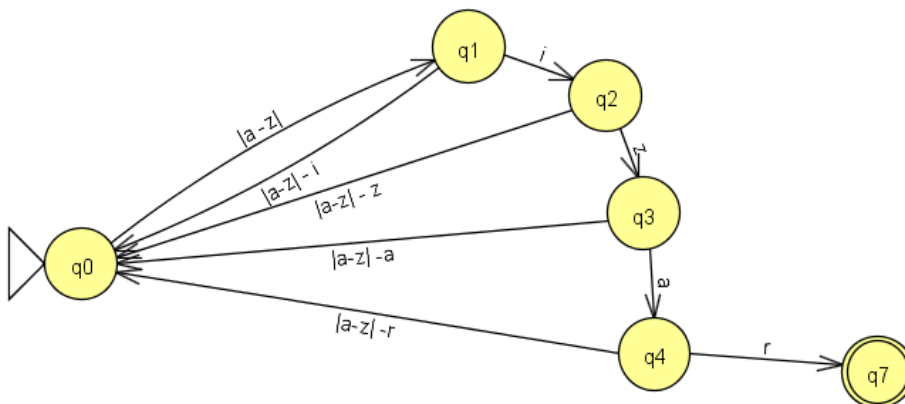 q1
i
q2
|a-z|
z
|a-z| - i
|a-z| - z
q3
q0
|a-z| -a
a
|a-z| -r
r
q4
q7